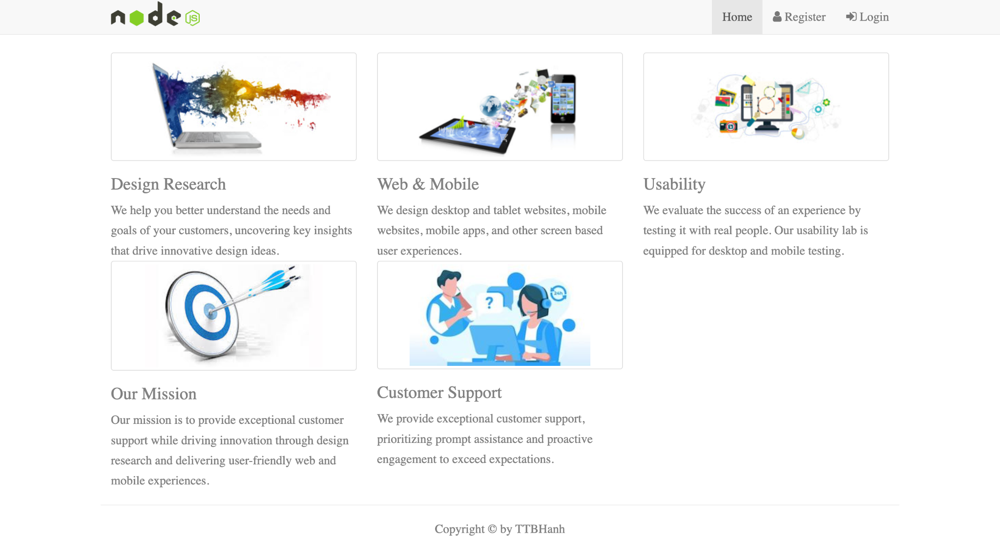 node JS
Home Register Login
Design Research
We help you better understand the needs and
goals of your customers, uncovering key insights
that drive innovative design ideas.
Web & Mobile
We design desktop and tablet websites, mobile
websites, mobile apps, and other screen based
user experiences.
Usability
We evaluate the success of an experience by
testing it with real people. Our usability lab is
equipped for desktop and mobile testing.
?
24h
Our Mission
Our mission is to provide exceptional customer
support while driving innovation through design
research and delivering user-friendly web and
mobile experiences.
Customer Support
We provide exceptional customer support,
prioritizing prompt assistance and proactive
engagement to exceed expectations.
Copyright © by TTBHanh